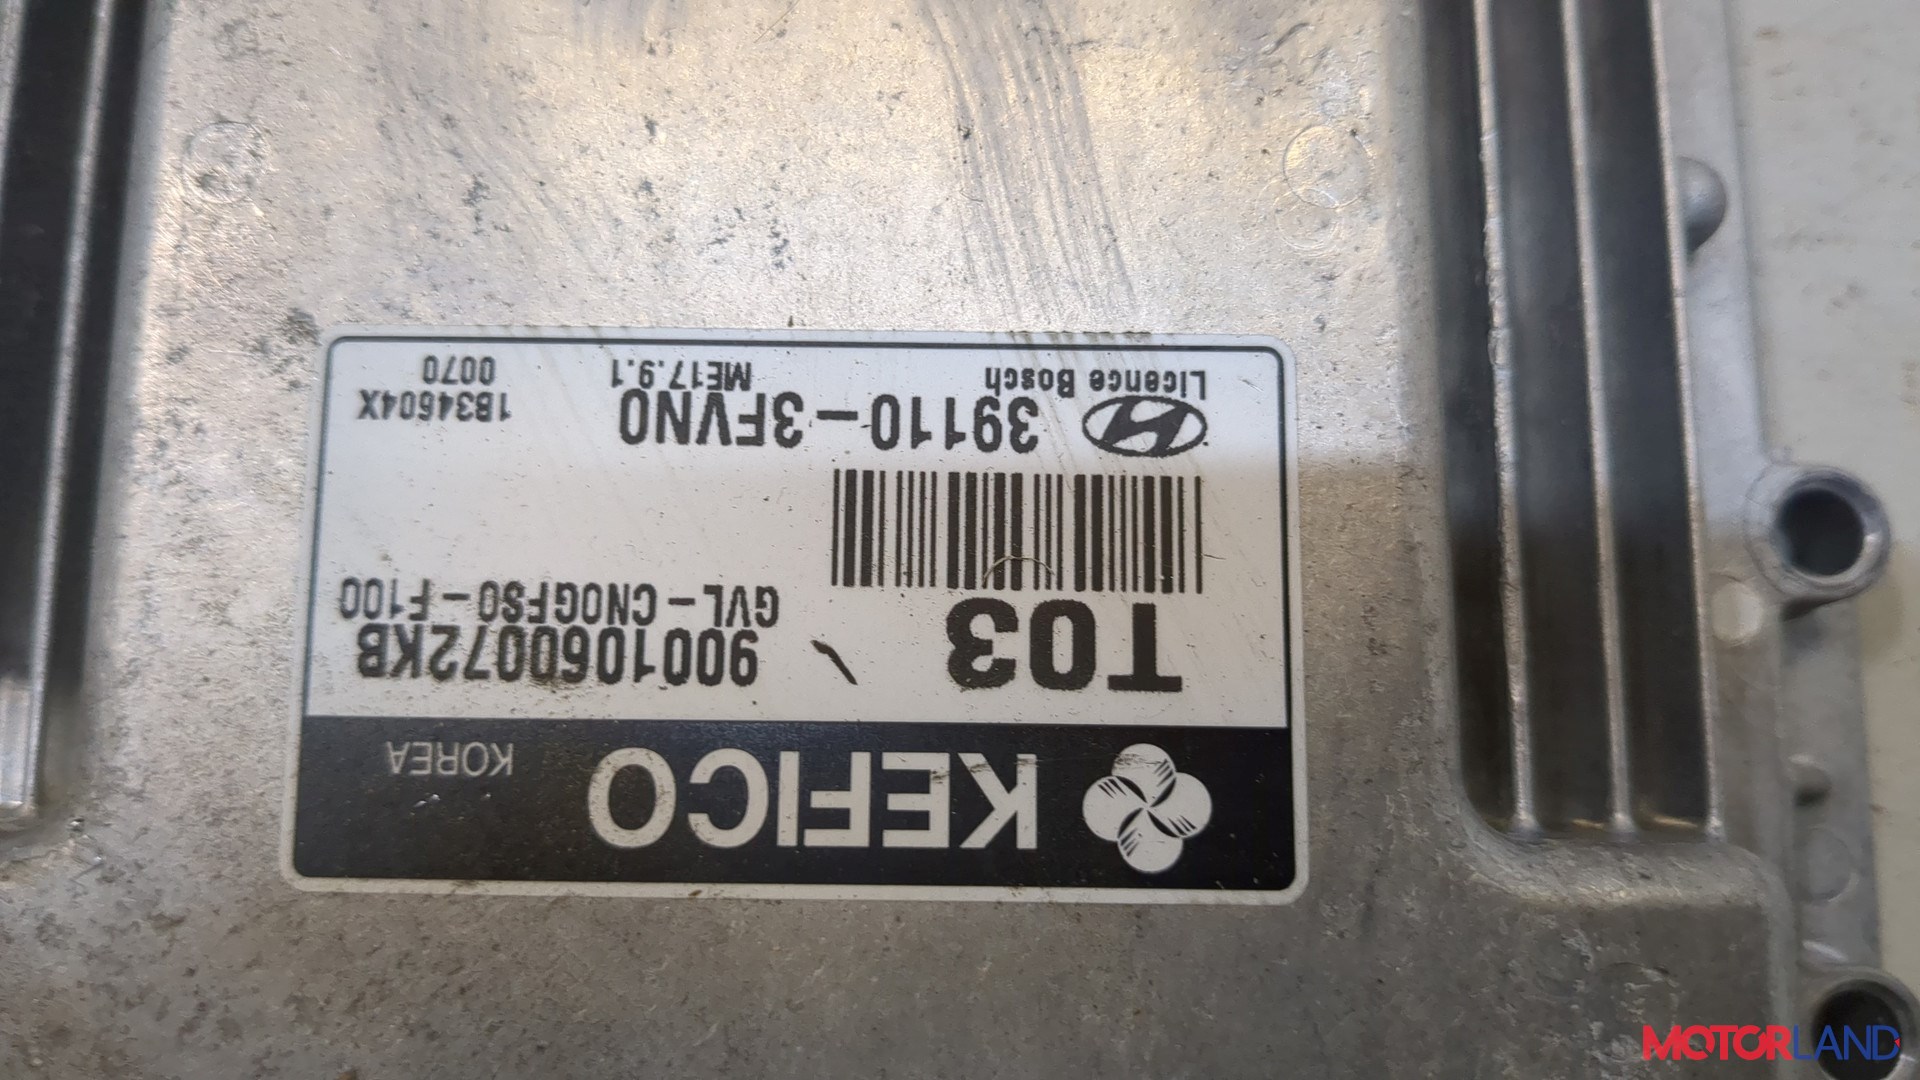 KEFICO KOREA
T03 9001060072KB
GVL-CN0GFS0-F100
39110-3FVN0 1B34604X
Licence Bosch ME17.9.1 0070
MOTORLAND